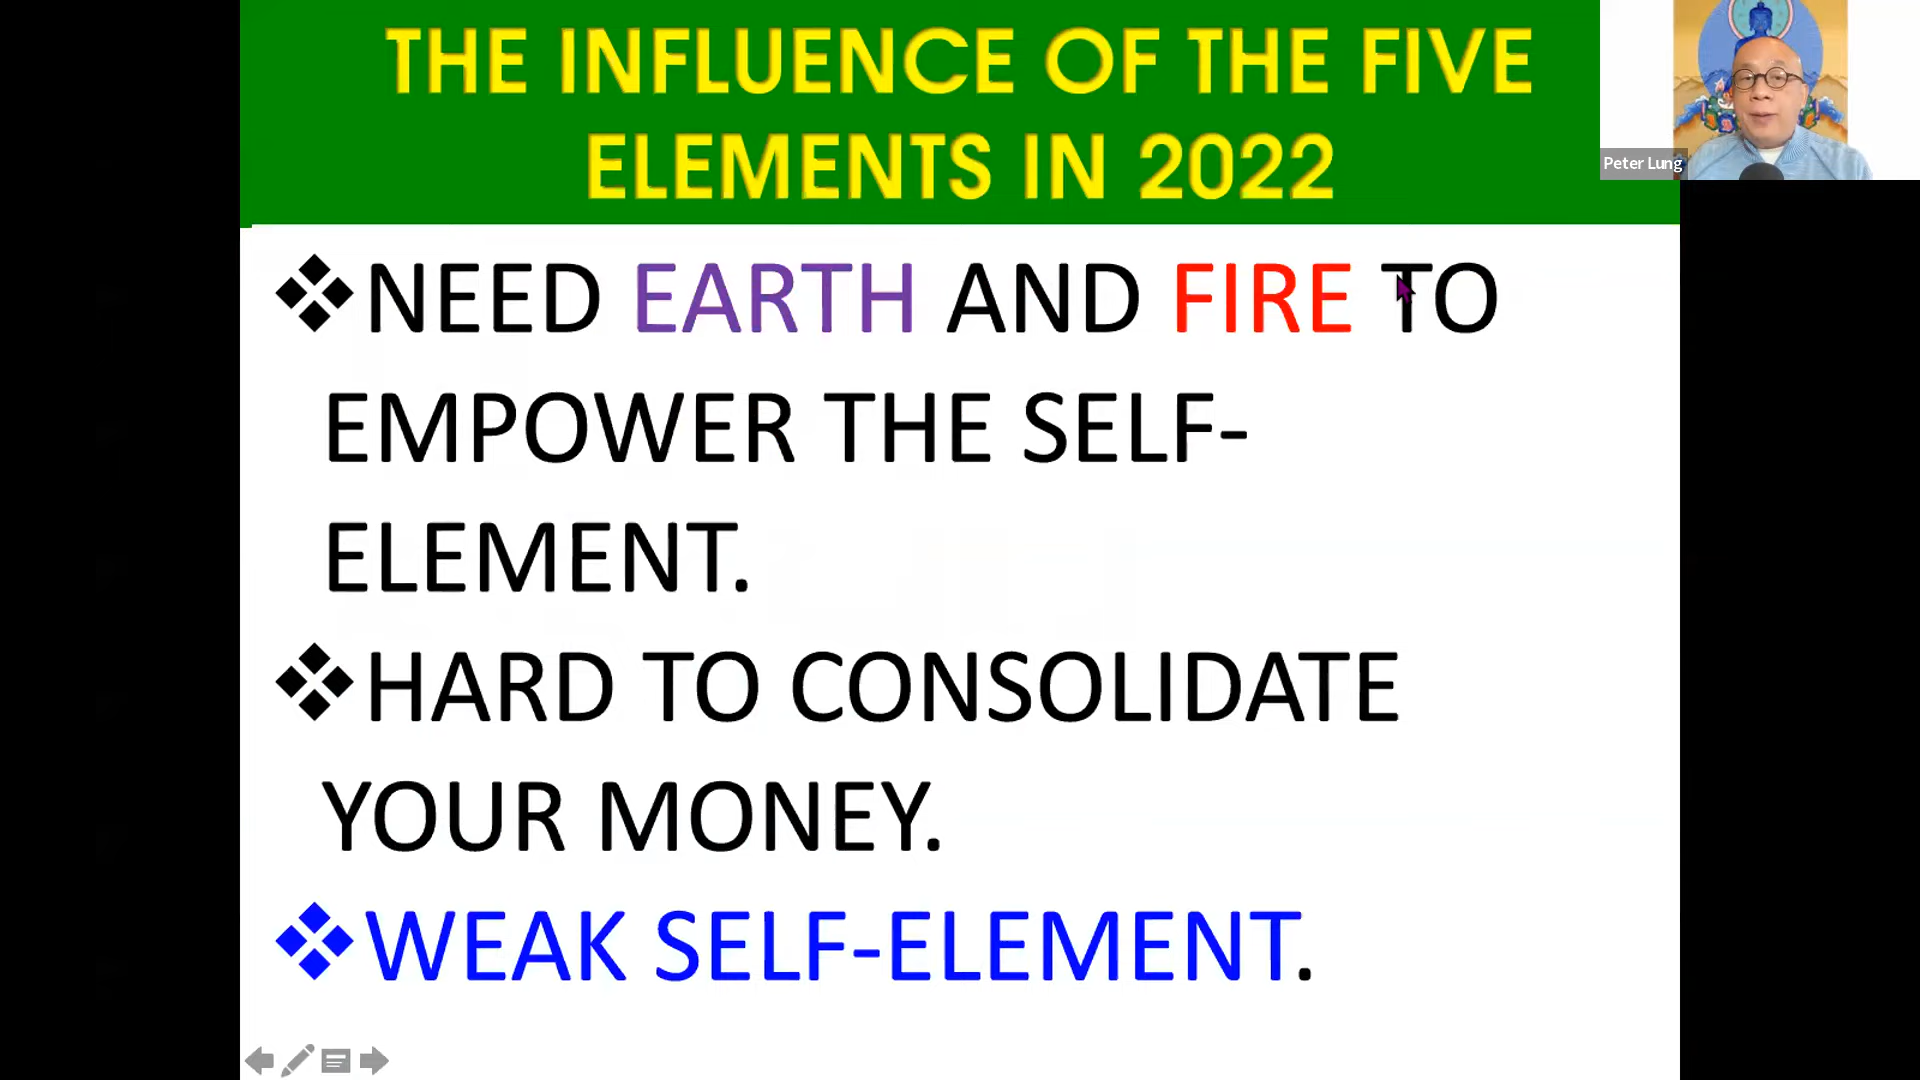 THE INFLUENCE OF THE FIVE
ELEMENTS IN 2022
Peter Lung
❖NEED EARTH AND FIRE TO
EMPOWER THE SELF-
ELEMENT.
❖HARD TO CONSOLIDATE
YOUR MONEY.
❖WEAK SELF-ELEMENT.